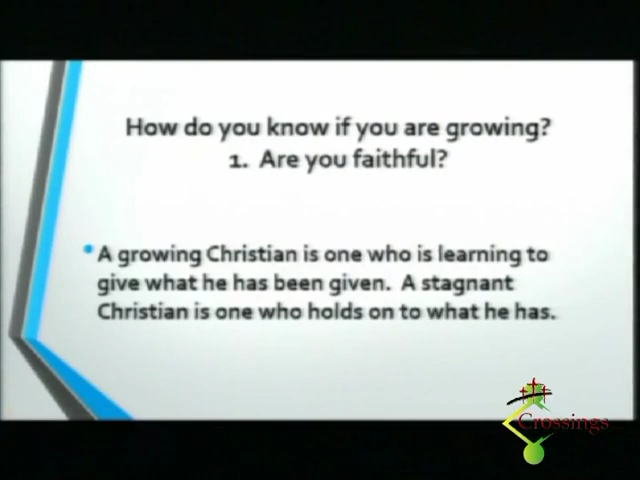 How do you know if you are growing?
1. Are you faithful?
• A growing Christian is one who is learning to
give what he has been given. A stagnant
Christian is one who holds on to what he has.
Crossings